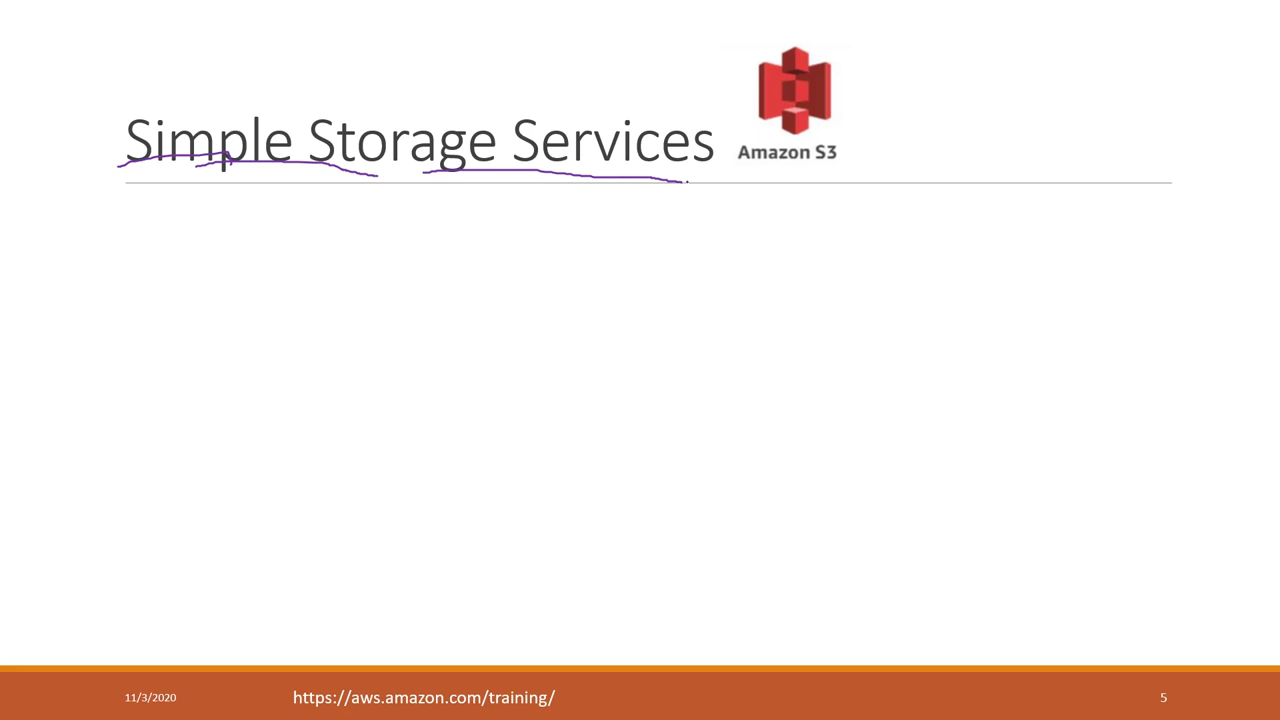 Simple Storage Services
Amazon S3
11/3/2020
https://aws.amazon.com/training/
5